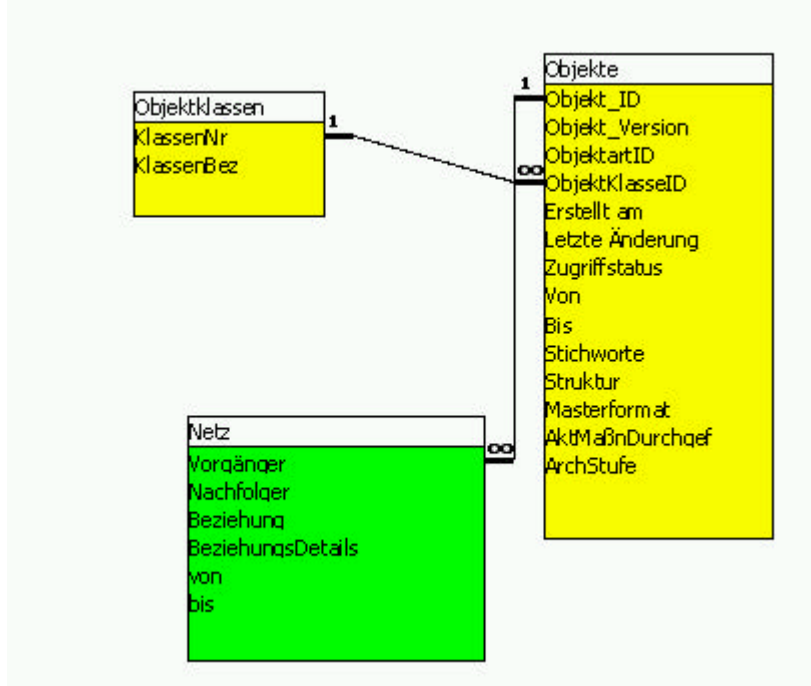 Objektklassen
KlassenNr
KlassenBez
1
1
Objekte
Objekt_ID
Objekt_Version
ObjektartID
ObjektKlasseID
Erstellt am
Letzte Änderung
Zugriffstatus
Von
Bis
Stichworte
Struktur
Masterformat
AktMaßnDurchgef
ArchStufe
∞
Netz
Vorgänger
Nachfolger
Beziehung
BeziehungsDetails
von
bis
∞